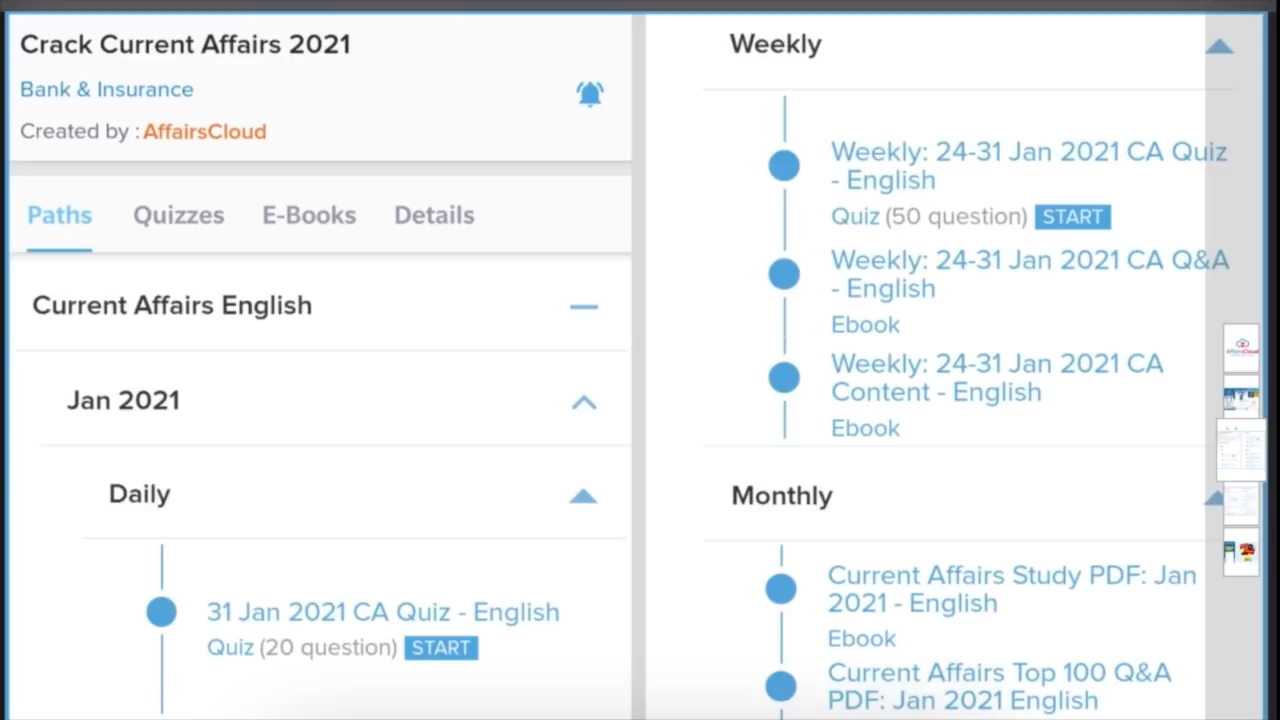 Crack Current Affairs 2021
Bank & Insurance
Created by : AffairsCloud
Paths Quizzes E-Books Details
Current Affairs English
Jan 2021
Daily
31 Jan 2021 CA Quiz - English
Quiz (20 question) START
Weekly
Weekly: 24-31 Jan 2021 CA Quiz
- English
Quiz (50 question) START
Weekly: 24-31 Jan 2021 CA Q&A
- English
Ebook
Weekly: 24-31 Jan 2021 CA
Content - English
Ebook
Monthly
Current Affairs Study PDF: Jan
2021 - English
Ebook
Current Affairs Top 100 Q&A
PDF: Jan 2021 English
AffairsCloud